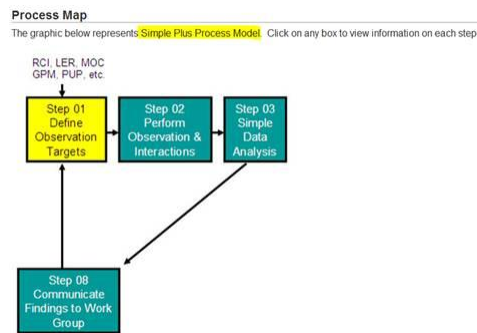 Process Map
The graphic below represents Simple Plus Process Model. Click on any box to view information on each step
RCI, LER, MOC
GPM, PUP, etc.
Step 01
Define
Observation
Targets
Step 02
Perform
Observation &
Interactions
Step 03
Simple
Data
Analysis
Step 08
Communicate
Findings to Work
Group